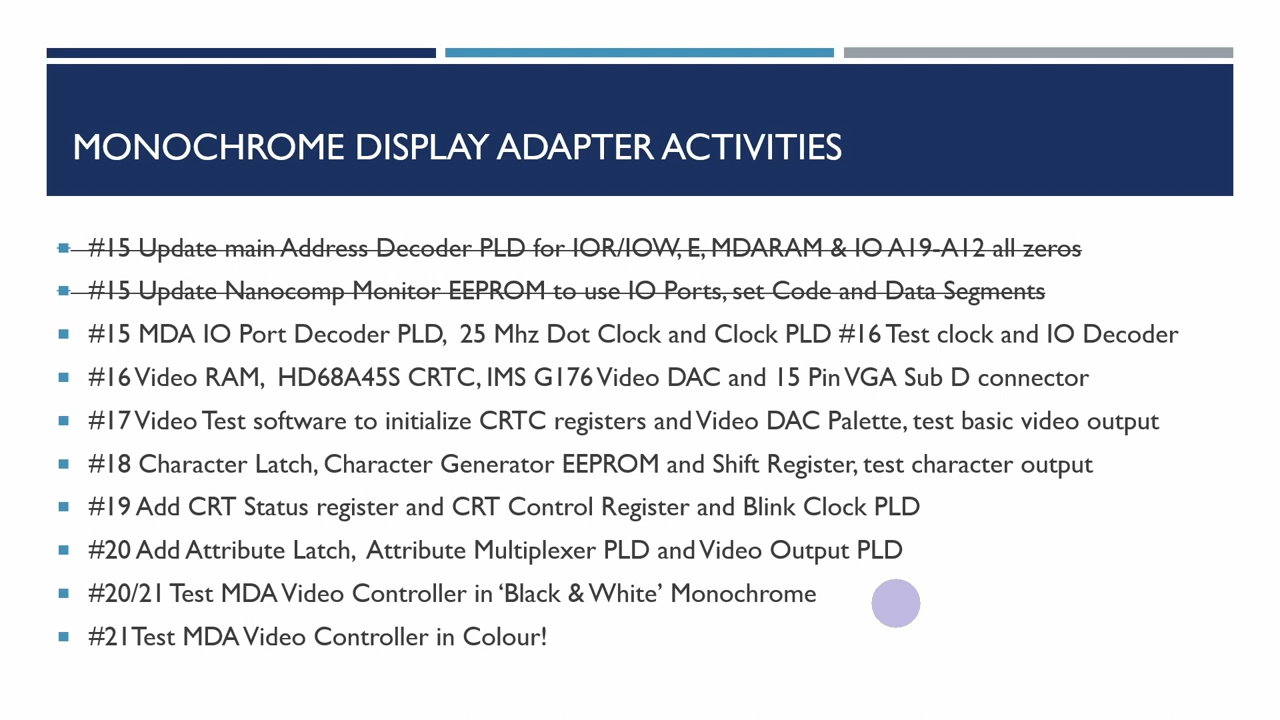 MONOCHROME DISPLAY ADAPTER ACTIVITIES
#15 Update main Address Decoder PLD for IOR/IOW, E, MDARAM & IO A19-A12 all zeros
#15 Update Nanocomp Monitor EEPROM to use IO Ports, set Code and Data Segments
#15 MDA IO Port Decoder PLD, 25 Mhz Dot Clock and Clock PLD #16 Test clock and IO Decoder
#16 Video RAM, HD68A45S CRTC, IMS G176 Video DAC and 15 Pin VGA Sub D connector
#17 Video Test software to initialize CRTC registers and Video DAC Palette, test basic video output
#18 Character Latch, Character Generator EEPROM and Shift Register, test character output
#19 Add CRT Status register and CRT Control Register and Blink Clock PLD
#20 Add Attribute Latch, Attribute Multiplexer PLD and Video Output PLD
#20/21 Test MDA Video Controller in ‘Black & White’ Monochrome
#21Test MDA Video Controller in Colour!